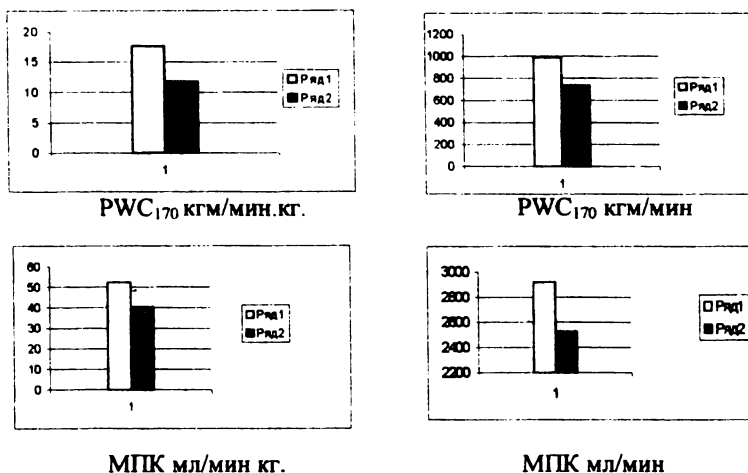 20
15
10
5
0
1
Ряд1
Ряд2
PWC₁₇₀ кгм/мин.кг.
1200
1000
800
600
400
200
0
1
Ряд1
Ряд2
PWC₁₇₀ кгм/мин
60
50
40
30
20
10
0
1
Ряд1
Ряд2
МПК мл/мин кг.
3000
2800
2600
2400
2200
1
Ряд1
Ряд2
МПК мл/мин